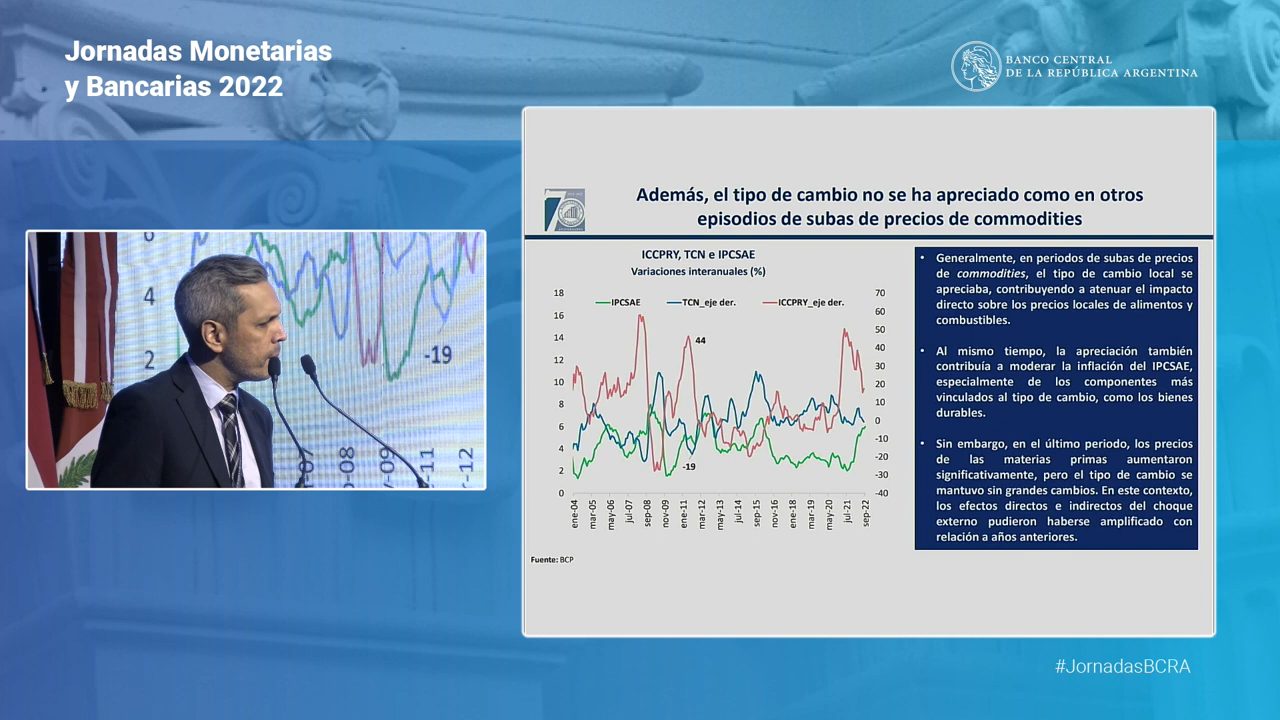 Jornadas Monetarias
y Bancarias 2022
BANCO CENTRAL
DE LA REPÚBLICA ARGENTINA
6
4
2
-19
-07
-08
-09
-11
-12
70
Además, el tipo de cambio no se ha apreciado como en otros
episodios de subas de precios de commodities
ICCPRY, TCN e IPCSAE
Variaciones interanuales (%)
IPCSAE
TCN_eje der.
ICCPRY_eje der.
18
16
14
12
10
8
6
4
2
0
70
60
50
40
30
20
10
0
-10
-20
-30
-40
44
-19
ene-04
mar-05
may-06
jul-07
sep-08
nov-09
ene-11
mar-12
may-13
jul-14
sep-15
nov-16
ene-18
mar-19
may-20
jul-21
sep-22
Fuente: BCP
• Generalmente, en periodos de subas de precios
de commodities, el tipo de cambio local se
apreciaba, contribuyendo a atenuar el impacto
directo sobre los precios locales de alimentos y
combustibles.
• Al mismo tiempo, la apreciación también
contribuía a moderar la inflación del IPCSAE,
especialmente de los componentes más
vinculados al tipo de cambio, como los bienes
durables.
• Sin embargo, en el último periodo, los precios
de las materias primas aumentaron
significativamente, pero el tipo de cambio se
mantuvo sin grandes cambios. En este contexto,
los efectos directos e indirectos del choque
externo pudieron haberse amplificado con
relación a años anteriores.
#JornadasBCRA